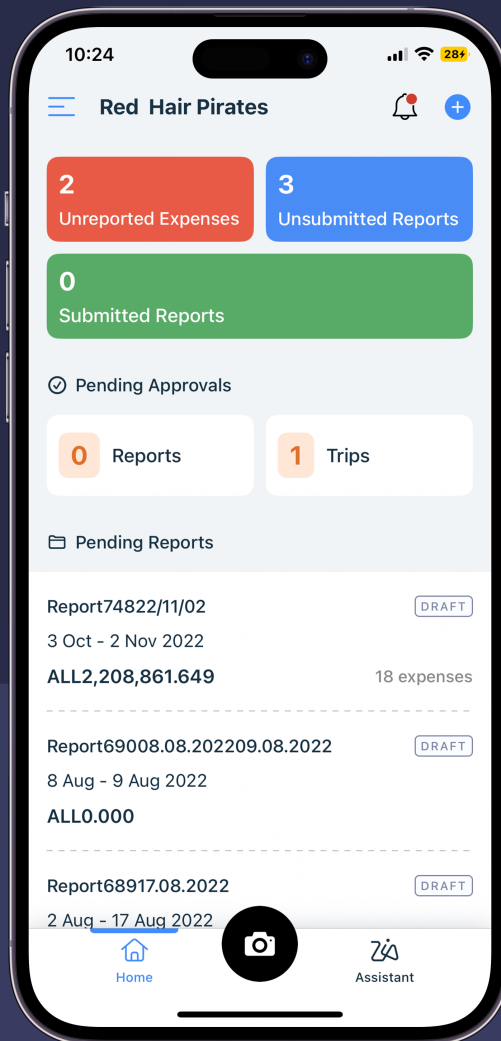 10:24
28
Red Hair Pirates
2
Unreported Expenses
3
Unsubmitted Reports
0
Submitted Reports
Pending Approvals
0 Reports
1 Trips
Pending Reports
Report74822/11/02 DRAFT
3 Oct - 2 Nov 2022
ALL2,208,861.649 18 expenses
Report69008.08.202209.08.2022 DRAFT
8 Aug - 9 Aug 2022
ALL0.000
Report68917.08.2022 DRAFT
2 Aug - 17 Aug 2022
Home
Zia
Assistant